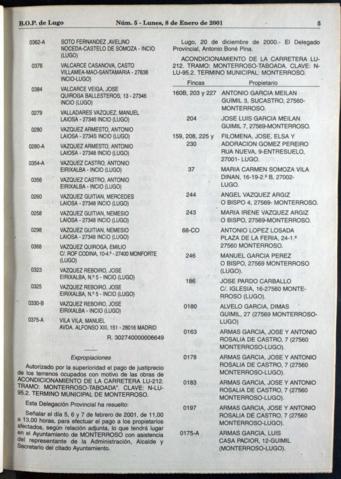 B.O.P. de Lugo
Núm. 5 - Lunes, 8 de Enero de 2001
5
0362-A SOTO FERNANDEZ, AVELINO
NOCEDA-CASTELO DE SOMOZA - INCIO
(LUGO)
0376 VALCARCE CASANOVA, CASTO
VILLAMEA-MAO-SANTAMARIA - 27636
INCIO-LUGO)
0384 VALCARCE VEIGA, JOSE
QUIROGA BALLESTEROS, 13 - 27346
INCIO-LUGO)
0279 VALLADARES VAZQUEZ, MANUEL
LAIOSA - 27346 INCIO (LUGO)
0280 VAZQUEZ ARMESTO, ANTONIO
LAIOSA - 27346 INCIO (LUGO)
0280-A VAZQUEZ ARMESTO, ANTONIO
LAIOSA - 27346 INCIO (LUGO)
0354-A VAZQUEZ CASTRO, ANTONIO
EIRIXALBA - INCIO (LUGO)
0356 VAZQUEZ CASTRO, ANTONIO
EIRIXALBA - INCIO (LUGO)
0260 VAZQUEZ GUITIAN, MERCEDES
LAIOSA - 27346 INCIO (LUGO)
0258 VAZQUEZ GUITIAN, NEMESIO
LAIOSA - 27346 INCIO (LUGO)
0298 VAZQUEZ GUITIAN, NEMESIO
LAIOSA - 27346 INCIO (LUGO)
0368 VAZQUEZ QUIROGA, EMILIO
C/. ROF CODINA, 10-4.º - 27400 MONFORTE
(LUGO)
0323 VAZQUEZ REBOIRO, JOSE
EIRIXALBA, N.º 5 - INCIO (LUGO)
0325 VAZQUEZ REBOIRO, JOSE
EIRIXALBA, N.º 5 - INCIO (LUGO)
0330-B VAZQUEZ REBOIRO, JOSE
EIRIXALBA - INCIO (LUGO)
0375-A VILA VILA, MANUEL
AVDA. ALFONSO XIII, 151 - 28016 MADRID
R. 302740000006649
Expropiaciones
Autorizado por la superioridad el pago de justiprecio
de los terrenos ocupados con motivo de las obras de
ACONDICIONAMIENTO DE LA CARRETERA LU-212.
TRAMO: MONTERROSO-TABOADA". CLAVE: N-LU-
95.2. TERMINO MUNICIPAL DE MONTERROSO.
Esta Delegación Provincial ha resuelto:
Señalar el día 5, 6 y 7 de febrero de 2001, de 11,00
a 13,00 horas, para efectuar el pago a los propietarios
afectados, según relación adjunta, lo que tendrá lugar
en el Ayuntamiento de MONTERROSO con asistencia
del representante de la Administración, Alcalde y
Secretario del citado Ayuntamiento.
Lugo, 20 de diciembre de 2000.- El Delegado
Provincial, Antonio Boné Pina.
ACONDICIONAMIENTO DE LA CARRETERA LU-
212. TRAMO: MONTERROSO-TABOADA. CLAVE: N-
LU-95.2. TERMINO MUNICIPAL: MONTERROSO.
Fincas Propietario
160B, 203 y 227 ANTONIO GARCIA MEILAN
GUIMIL 3, SUCASTRO, 27560-
MONTERROSO.
204 JOSE LUIS GARCIA MEILAN
GUIMIL 7, 27569-MONTERROSO.
159, 208, 225 y FILOMENA, JOSE, ELSA Y
230 ADORACION GOMEZ PEREIRO
RUA NUEVA, 9-ENTRESUELO,
27001- LUGO.
37 MARIA CARMEN SOMOZA VILA
DINAN, 16-19-2.º B. 27002-
LUGO.
244 ANGEL VAZQUEZ ARGIZ
O BISPO 4, 27569- MONTERROSO.
243 MARIA IRENE VAZQUEZ ARGIZ
O BISPO, 27569-MONTERROSO.
68-CO ANTONIO LOPEZ LOSADA
PLAZA DE LA FERIA, 24-1.º
27560 MONTERROSO.
246 MANUEL GARCIA PEREZ
O BISPO, 27569 MONTERROSO
(LUGO).
186 JOSE PARDO CARBALLO
C/. IGLESIA, 16-27560 MONTE-
RROSO (LUGO).
0180 ALVELO GARCIA, DIMAS
GUIMIL, 27 (27569 MONTERROSO-
LUGO)
0163 ARMAS GARCIA, JOSE Y ANTONIO
ROSALIA DE CASTRO, 7 (27560
MONTERROSO-LUGO).
0178 ARMAS GARCIA, JOSE Y ANTONIO
ROSALIA DE CASTRO, 7 (27560
MONTERROSO-LUGO).
0183 ARMAS GARCIA, JOSE Y ANTONIO
ROSALIA DE CASTRO, 7 (27560
MONTERROSO-LUGO).
0197 ARMAS GARCIA, JOSE Y ANTONIO
ROSALIA DE CASTRO, 7 (27560
MONTERROSO-LUGO).
0175-A ARMAS GARCIA, LUIS
CASA PACIOR, 12-GUIMIL
(MONTERROSO-LUGO).